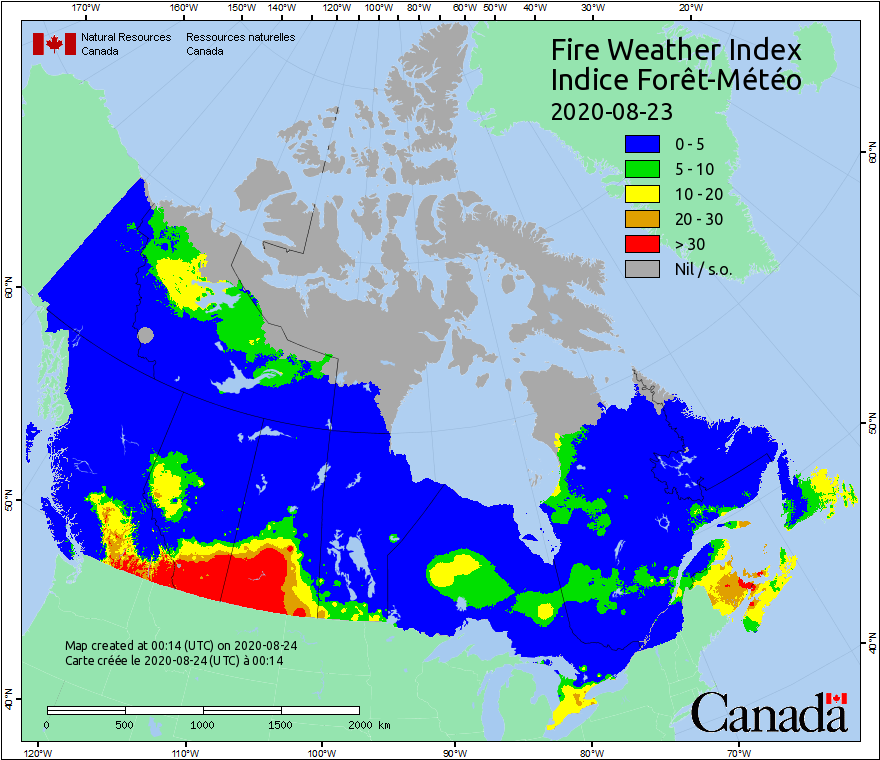 170°W 160°W 150°W 140°W 130°W 120°W 110°W 100°W 90°W 80°W 70°W 60°W 50°W 40°W 30°W 20°W
Natural Resources Canada
Ressources naturelles Canada
Fire Weather Index
Indice Forêt-Météo
2020-08-23
0 - 5
5 - 10
10 - 20
20 - 30
> 30
Nil / s.o.
60°N
60°N
50°N
50°N
40°N
40°N
Map created at 00:14 (UTC) on 2020-08-24
Carte créée le 2020-08-24 (UTC) à 00:14
0 500 1000 1500 2000 km
Canada
120°W 110°W 100°W 90°W 80°W 70°W